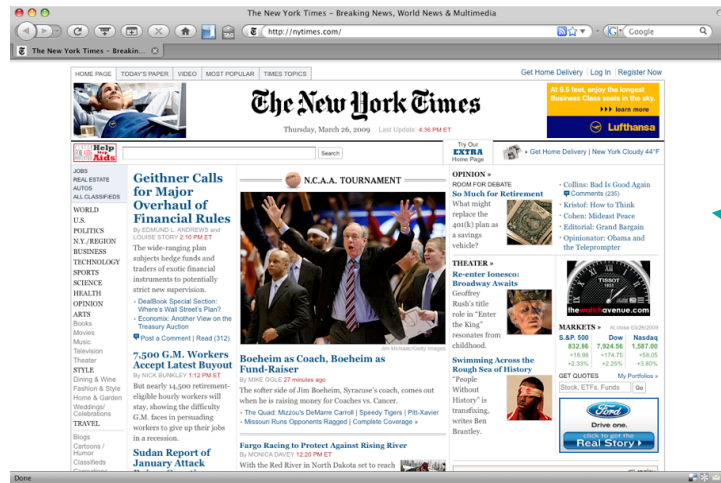 The New York Times - Breaking News, World News & Multimedia
http://nytimes.com/
Google
The New York Times - Breakin...
HOME PAGE
TODAY'S PAPER
VIDEO
MOST POPULAR
TIMES TOPICS
Get Home Delivery
Log In
Register Now
The New York Times
Thursday, March 26, 2009 Last Update: 4:36 PM ET
At 6.5 feet, enjoy the longest
Business Class seats in the sky.
learn more
Lufthansa
Help
Aids
Search
Try Our
EXTRA
Home Page
Get Home Delivery | New York Cloudy 44°F
JOBS
REAL ESTATE
AUTOS
ALL CLASSIFIEDS
WORLD
U.S.
POLITICS
N.Y./REGION
BUSINESS
TECHNOLOGY
SPORTS
SCIENCE
HEALTH
OPINION
ARTS
Books
Movies
Music
Television
Theater
STYLE
Dining & Wine
Fashion & Style
Home & Garden
Weddings/
Celebrations
TRAVEL
Blogs
Cartoons /
Humor
Classifieds
Geithner Calls
for Major
Overhaul of
Financial Rules
By EDMUND L. ANDREWS and
LOUISE STORY 2:10 PM ET
The wide-ranging plan
subjects hedge funds and
traders of exotic financial
instruments to potentially
strict new supervision.
DealBook Special Section:
Where's Wall Street's Plan?
Economix: Another View on the
Treasury Auction
Post a Comment | Read (312)
7,500 G.M. Workers
Accept Latest Buyout
By NICK BUNKLEY 1:12 PM ET
But nearly 14,500 retirement-
eligible hourly workers will
stay, showing the difficulty
G.M. faces in persuading
workers to give up their jobs
in a recession.
Sudan Report of
January Attack
N.C.A.A. TOURNAMENT
Jim McIsaac/Getty Images
Boeheim as Coach, Boeheim as
Fund-Raiser
By MIKE OGLE 27 minutes ago
The softer side of Jim Boeheim, Syracuse's coach, comes out
when he is raising money for Coaches vs. Cancer.
The Quad: Mizzou's DeMarre Carroll | Speedy Tigers | Pitt-Xavier
Missouri Runs Opponents Ragged | Complete Coverage »
Fargo Racing to Protect Against Rising River
By MONICA DAVEY 12:20 PM ET
With the Red River in North Dakota set to reach
OPINION »
ROOM FOR DEBATE
So Much for Retirement
What might
replace the
401(k) plan as
a savings
vehicle?
Collins: Bad Is Good Again
Comments (235)
Kristof: How to Think
Cohen: Mideast Peace
Editorial: Grand Bargain
Opinionator: Obama and
the Teleprompter
THEATER »
Re-enter Ionesco:
Broadway Awaits
Geoffrey
Rush's title
role in "Enter
the King"
resonates from
childhood.
Swimming Across the
Rough Sea of History
"People
Without
History" is
transfixing,
writes Ben
Brantley.
TISSOT
thewatchavenue.com
MARKETS » At close 03/26/2009
S.&P. 500 Dow Nasdaq
832.86 7,924.56 1,587.00
+18.98 +174.75 +58.05
+2.33% +2.25% +3.80%
GET QUOTES My Portfolios »
Stock, ETFs, Funds Go
Ford
Drive one.
click to get the
Real Story
Done